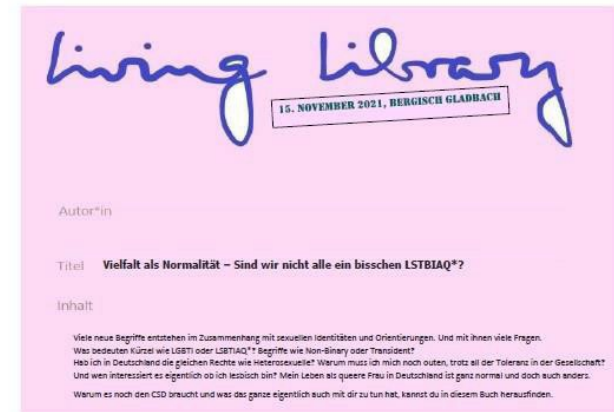 Living Library
15. NOVEMBER 2021, BERGISCH GLADBACH
Autor*in
Titel Vielfalt als Normalität – Sind wir nicht alle ein bisschen LSTBIAQ*?
Inhalt
Viele neue Begriffe entstehen im Zusammenhang mit sexuellen Identitäten und Orientierungen. Und mit ihnen viele Fragen.
Was bedeuten Kürzel wie LGBTI oder LSBTIAQ*? Begriffe wie Non-Binary oder Transident?
Hab ich in Deutschland die gleichen Rechte wie Heterosexuelle? Warum muss ich mich noch outen, trotz all der Toleranz in der Gesellschaft?
Und wen interessiert es eigentlich ob ich lesbisch bin? Mein Leben als queere Frau in Deutschland ist ganz normal und doch auch anders.
Warum es noch den CSD braucht und was das ganze eigentlich auch mit dir zu tun hat, kannst du in diesem Buch herausfinden.